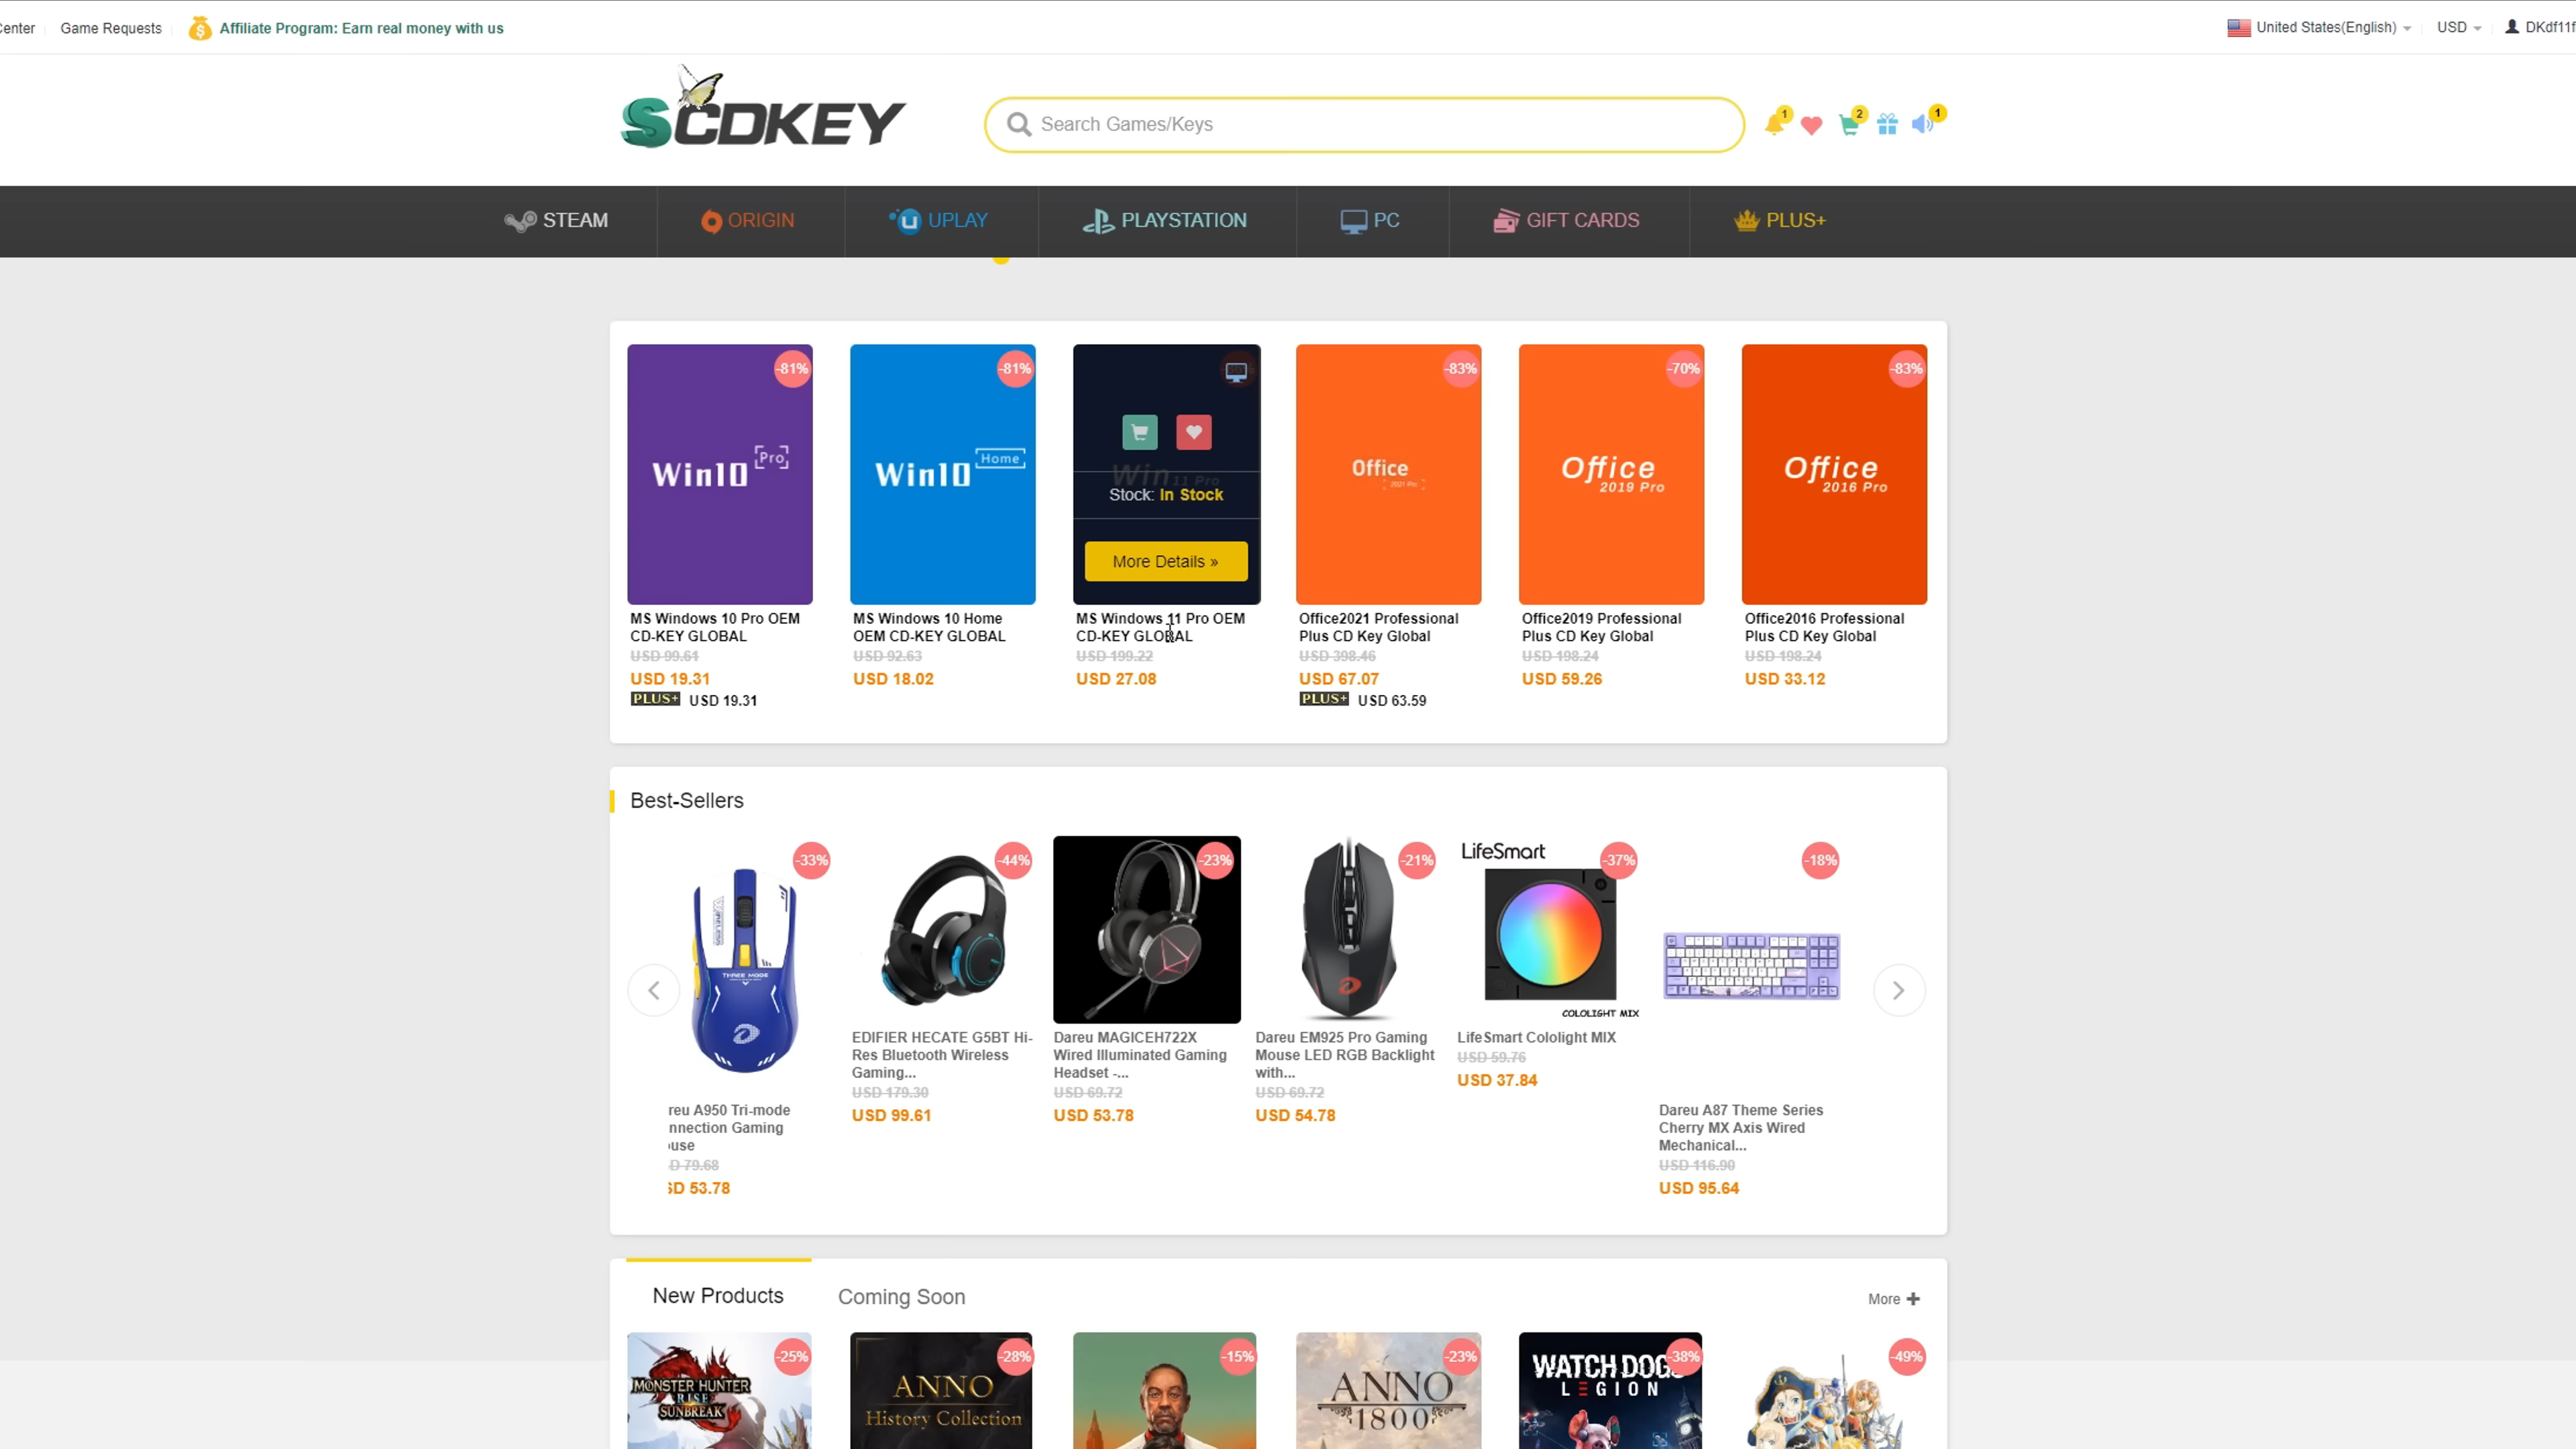 Center
Game Requests
Affiliate Program: Earn real money with us
United States(English)
USD
DKdf11f
SCDKEY
Search Games/Keys
1
2
1
STEAM
ORIGIN
UPLAY
PLAYSTATION
PC
GIFT CARDS
PLUS+
-81%
-81%
-83%
-70%
-83%
Win10 Pro
Win10 Home
Win 11 Pro
Stock: In Stock
More Details »
Office
2021 Pro
Office
2019 Pro
Office
2016 Pro
MS Windows 10 Pro OEM
CD-KEY GLOBAL
USD 99.61
USD 19.31
PLUS+ USD 19.31
MS Windows 10 Home
OEM CD-KEY GLOBAL
USD 92.63
USD 18.02
MS Windows 11 Pro OEM
CD-KEY GLOBAL
USD 199.22
USD 27.08
Office2021 Professional
Plus CD Key Global
USD 398.46
USD 67.07
PLUS+ USD 63.59
Office2019 Professional
Plus CD Key Global
USD 198.24
USD 59.26
Office2016 Professional
Plus CD Key Global
USD 198.24
USD 33.12
Best-Sellers
-33%
-44%
-23%
-21%
-37%
-18%
WIRELESS
THREE MODE
LifeSmart
COLOLIGHT MIX
reu A950 Tri-mode
nnection Gaming
use
D 79.68
SD 53.78
EDIFIER HECATE G5BT Hi-
Res Bluetooth Wireless
Gaming...
USD 179.30
USD 99.61
Dareu MAGICEH722X
Wired Illuminated Gaming
Headset -...
USD 69.72
USD 53.78
Dareu EM925 Pro Gaming
Mouse LED RGB Backlight
with...
USD 69.72
USD 54.78
LifeSmart Cololight MIX
USD 59.76
USD 37.84
Dareu A87 Theme Series
Cherry MX Axis Wired
Mechanical...
USD 116.90
USD 95.64
New Products
Coming Soon
More
-25%
-28%
-15%
-23%
-38%
-49%
MONSTER HUNTER
RISE
SUNBREAK
ANNO
History Collection
ANNO
1800
WATCH DOGS
LEGION